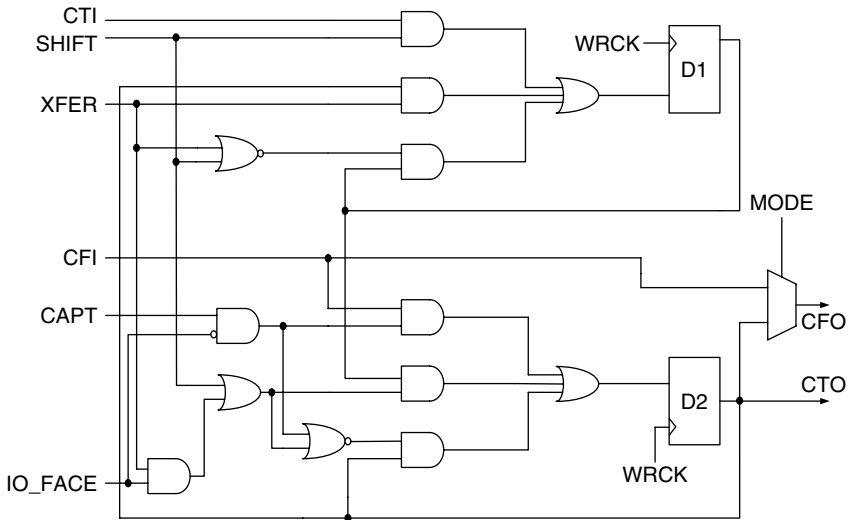 CTI
SHIFT
WRCK
D1
XFER
MODE
CFI
CAPT
CFO
CTO
D2
WRCK
IO_FACE